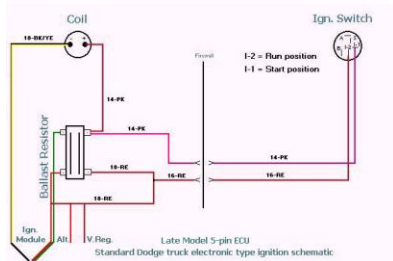 Coil
Ign. Switch
18-BK/YE
- +
Firewall
I-2 = Run position
I-1 = Start position
14-PK
Ballast Resistor
14-PK
14-PK
18-RE
16-RE
16-RE
18-RE
Ign.
Module
Alt.
V.Reg.
Late Model 5-pin ECU
Standard Dodge truck electronic type ignition schematic